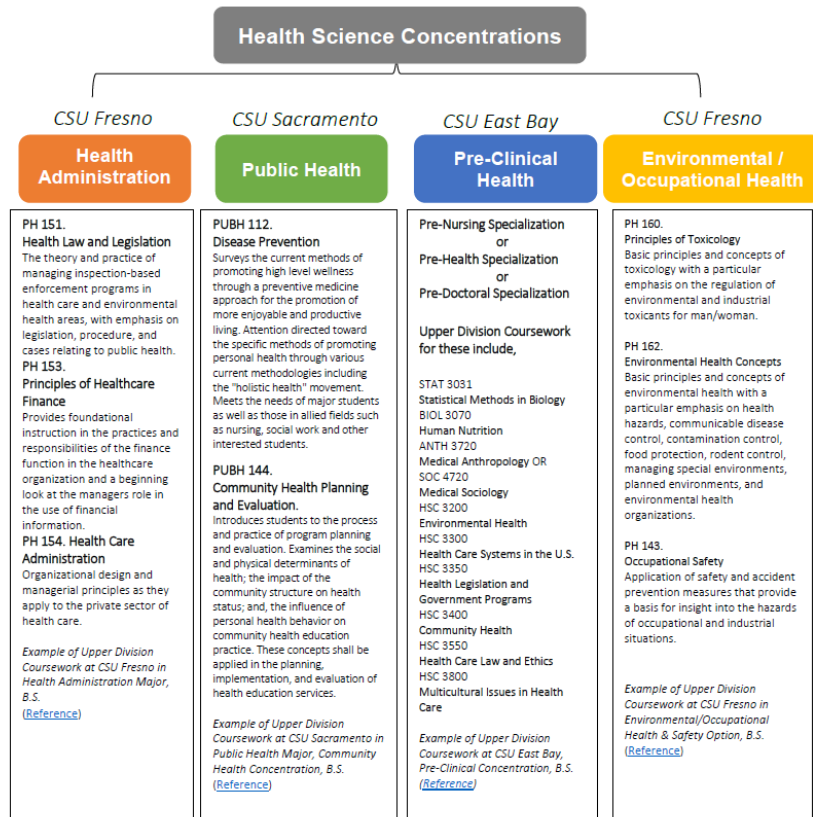 Health Science Concentrations
CSU Fresno
Health
Administration
PH 151.
Health Law and Legislation
The theory and practice of
managing inspection-based
enforcement programs in
health care and environmental
health areas, with emphasis on
legislation, procedure, and
cases relating to public health.
PH 153.
Principles of Healthcare
Finance
Provides foundational
instruction in the practices and
responsibilities of the finance
function in the healthcare
organization and a beginning
look at the managers role in
the use of financial
information.
PH 154. Health Care
Administration
Organizational design and
managerial principles as they
apply to the private sector of
health care.
Example of Upper Division
Coursework at CSU Fresno in
Health Administration Major,
B.S.
(Reference)
CSU Sacramento
Public Health
PUBH 112.
Disease Prevention
Surveys the current methods of
promoting high level wellness
through a preventive medicine
approach for the promotion of
more enjoyable and productive
living. Attention directed toward
the specific methods of promoting
personal health through various
current methodologies including
the "holistic health" movement.
Meets the needs of major students
as well as those in allied fields such
as nursing, social work and other
interested students.
PUBH 144.
Community Health Planning
and Evaluation.
Introduces students to the process
and practice of program planning
and evaluation. Examines the social
and physical determinants of
health; the impact of the
community structure on health
status; and, the influence of
personal health behavior on
community health education
practice. These concepts shall be
applied in the planning,
implementation, and evaluation of
health education services.
Example of Upper Division
Coursework at CSU Sacramento in
Public Health Major, Community
Health Concentration, B.S.
(Reference)
CSU East Bay
Pre-Clinical
Health
Pre-Nursing Specialization
or
Pre-Health Specialization
or
Pre-Doctoral Specialization
Upper Division Coursework
for these include,
STAT 3031
Statistical Methods in Biology
BIOL 3070
Human Nutrition
ANTH 3720
Medical Anthropology OR
SOC 4720
Medical Sociology
HSC 3200
Environmental Health
HSC 3300
Health Care Systems in the U.S.
HSC 3350
Health Legislation and
Government Programs
HSC 3400
Community Health
HSC 3550
Health Care Law and Ethics
HSC 3800
Multicultural Issues in Health
Care
Example of Upper Division
Coursework at CSU East Bay,
Pre-Clinical Concentration, B.S.
(Reference)
CSU Fresno
Environmental /
Occupational Health
PH 160.
Principles of Toxicology
Basic principles and concepts of
toxicology with a particular
emphasis on the regulation of
environmental and industrial
toxicants for man/woman.
PH 162.
Environmental Health Concepts
Basic principles and concepts of
environmental health with a
particular emphasis on health
hazards, communicable disease
control, contamination control,
food protection, rodent control,
managing special environments,
planned environments, and
environmental health
organizations.
PH 143.
Occupational Safety
Application of safety and accident
prevention measures that provide
a basis for insight into the hazards
of occupational and industrial
situations.
Example of Upper Division
Coursework at CSU Fresno in
Environmental/Occupational
Health & Safety Option, B.S.
(Reference)